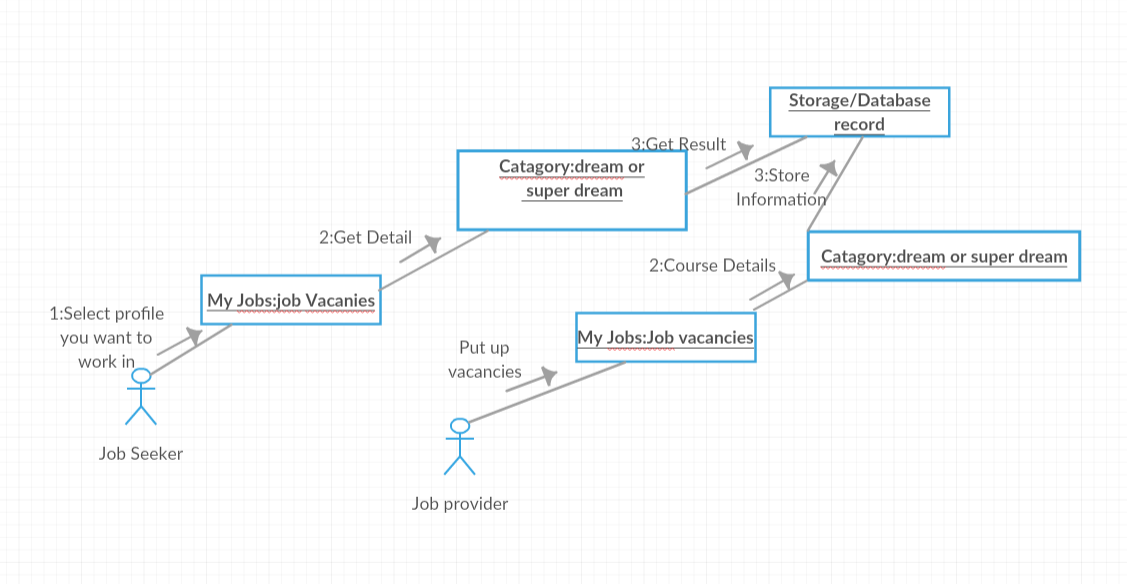 Storage/Database
record
3:Get Result
Catagory:dream or
super dream
3:Store
Information
2:Get Detail
Catagory:dream or super dream
2:Course Details
My Jobs:job Vacanies
1:Select profile
you want to
work in
My Jobs:Job vacancies
Put up
vacancies
Job Seeker
Job provider